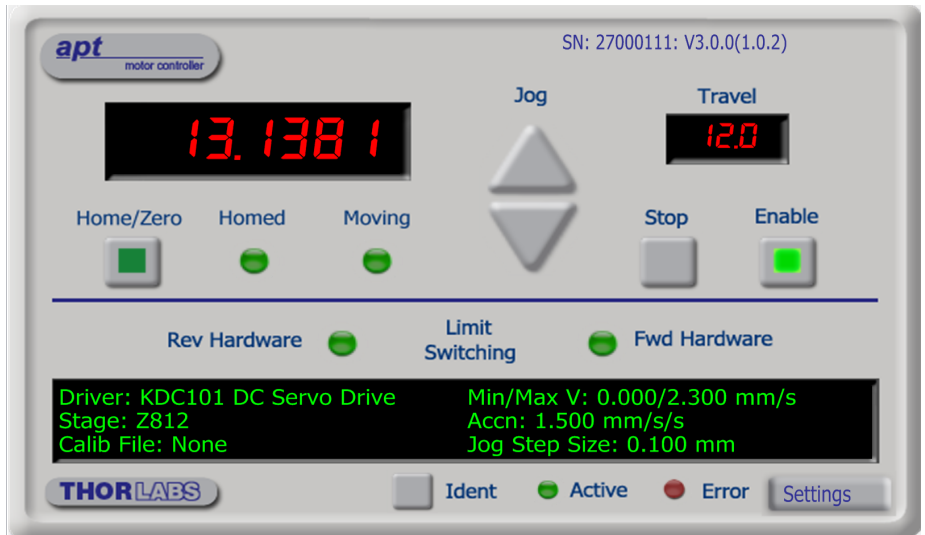 apt
motor controller
SN: 27000111: V3.0.0(1.0.2)
Jog
Travel
13.1381
12.0
Home/Zero
Homed
Moving
Stop
Enable
Rev Hardware
Limit
Switching
Fwd Hardware
Driver: KDC101 DC Servo Drive
Stage: Z812
Calib File: None
Min/Max V: 0.000/2.300 mm/s
Accn: 1.500 mm/s/s
Jog Step Size: 0.100 mm
THORLABS
Ident
Active
Error
Settings